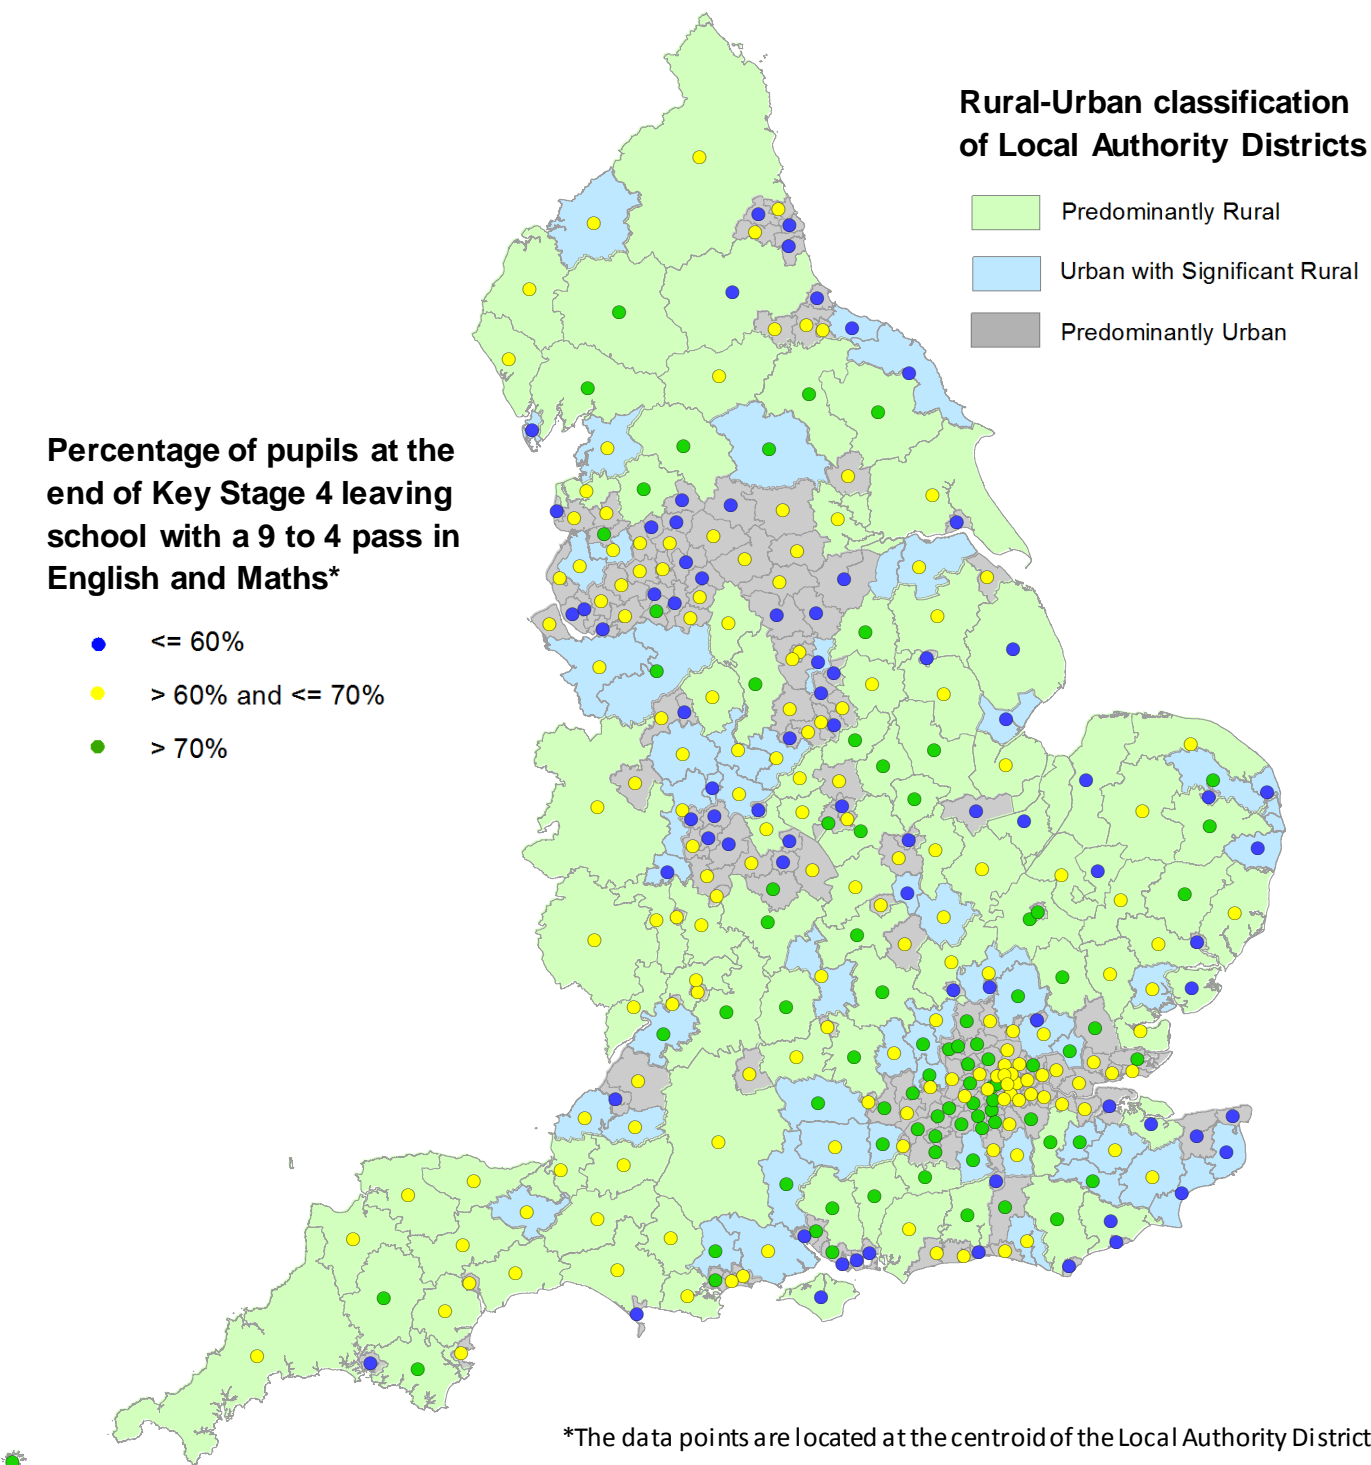 Rural-Urban classification
of Local Authority Districts
Predominantly Rural
Urban with Significant Rural
Predominantly Urban
Percentage of pupils at the
end of Key Stage 4 leaving
school with a 9 to 4 pass in
English and Maths*
<= 60%
> 60% and <= 70%
> 70%
*The data points are located at the centroid of the Local Authority District